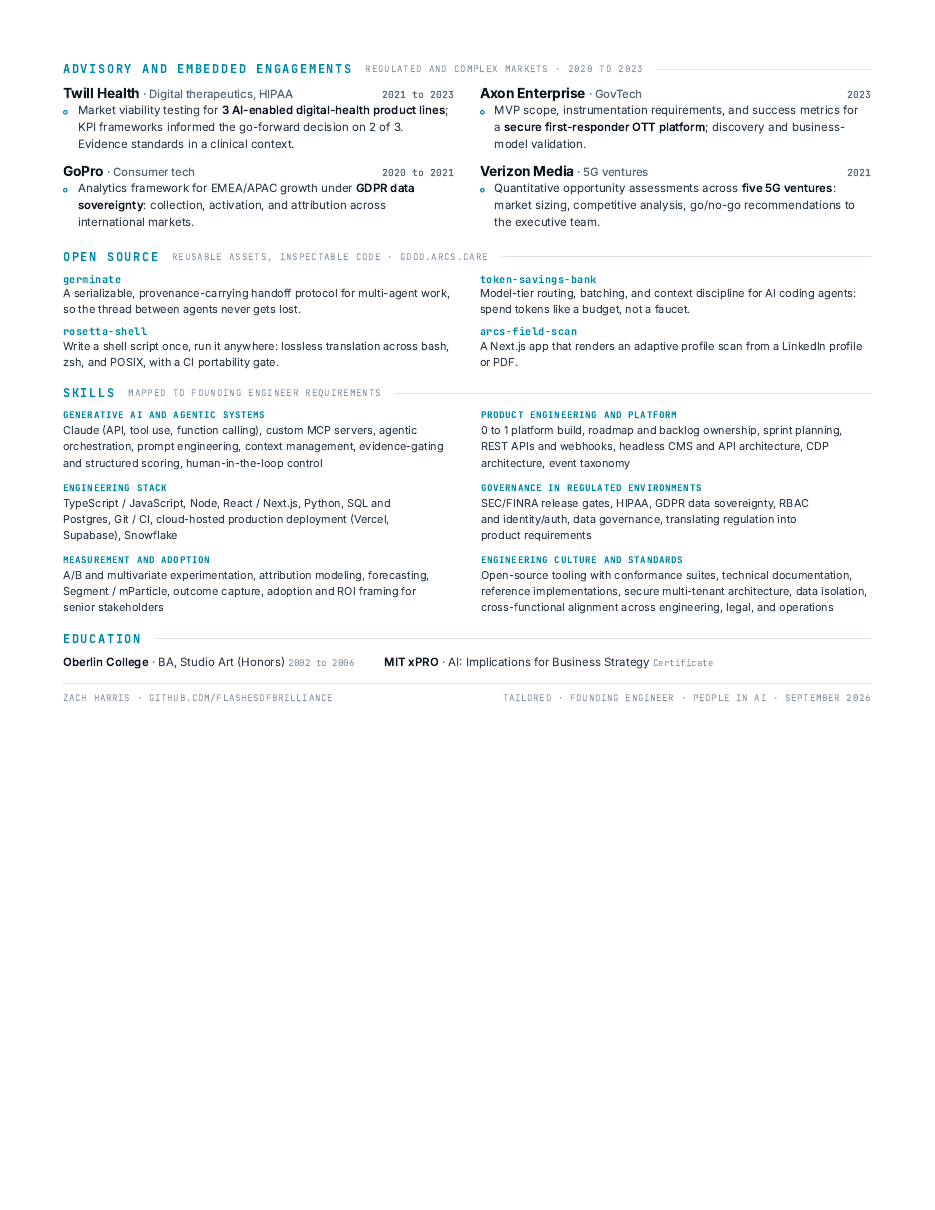 ADVISORY AND EMBEDDED ENGAGEMENTS REGULATED AND COMPLEX MARKETS · 2020 TO 2023
Twill Health · Digital therapeutics, HIPAA 2021 to 2023
Market viability testing for 3 AI-enabled digital-health product lines;
KPI frameworks informed the go-forward decision on 2 of 3.
Evidence standards in a clinical context.
Axon Enterprise · GovTech 2023
MVP scope, instrumentation requirements, and success metrics for
a secure first-responder OTT platform; discovery and business-
model validation.
GoPro · Consumer tech 2020 to 2021
Analytics framework for EMEA/APAC growth under GDPR data
sovereignty: collection, activation, and attribution across
international markets.
Verizon Media · 5G ventures 2021
Quantitative opportunity assessments across five 5G ventures:
market sizing, competitive analysis, go/no-go recommendations to
the executive team.
OPEN SOURCE REUSABLE ASSETS, INSPECTABLE CODE · GOOD.ARCS.CARE
germinate
A serializable, provenance-carrying handoff protocol for multi-agent work,
so the thread between agents never gets lost.
token-savings-bank
Model-tier routing, batching, and context discipline for AI coding agents:
spend tokens like a budget, not a faucet.
rosetta-shell
Write a shell script once, run it anywhere: lossless translation across bash,
zsh, and POSIX, with a CI portability gate.
arcs-field-scan
A Next.js app that renders an adaptive profile scan from a LinkedIn profile
or PDF.
SKILLS MAPPED TO FOUNDING ENGINEER REQUIREMENTS
GENERATIVE AI AND AGENTIC SYSTEMS
Claude (API, tool use, function calling), custom MCP servers, agentic
orchestration, prompt engineering, context management, evidence-gating
and structured scoring, human-in-the-loop control
PRODUCT ENGINEERING AND PLATFORM
0 to 1 platform build, roadmap and backlog ownership, sprint planning,
REST APIs and webhooks, headless CMS and API architecture, CDP
architecture, event taxonomy
ENGINEERING STACK
TypeScript / JavaScript, Node, React / Next.js, Python, SQL and
Postgres, Git / CI, cloud-hosted production deployment (Vercel,
Supabase), Snowflake
GOVERNANCE IN REGULATED ENVIRONMENTS
SEC/FINRA release gates, HIPAA, GDPR data sovereignty, RBAC
and identity/auth, data governance, translating regulation into
product requirements
MEASUREMENT AND ADOPTION
A/B and multivariate experimentation, attribution modeling, forecasting,
Segment / mParticle, outcome capture, adoption and ROI framing for
senior stakeholders
ENGINEERING CULTURE AND STANDARDS
Open-source tooling with conformance suites, technical documentation,
reference implementations, secure multi-tenant architecture, data isolation,
cross-functional alignment across engineering, legal, and operations
EDUCATION
Oberlin College · BA, Studio Art (Honors) 2002 to 2006 MIT xPRO · AI: Implications for Business Strategy Certificate
ZACH HARRIS · GITHUB.COM/FLASHESOFBRILLIANCE TAILORED · FOUNDING ENGINEER · PEOPLE IN AI · SEPTEMBER 2026